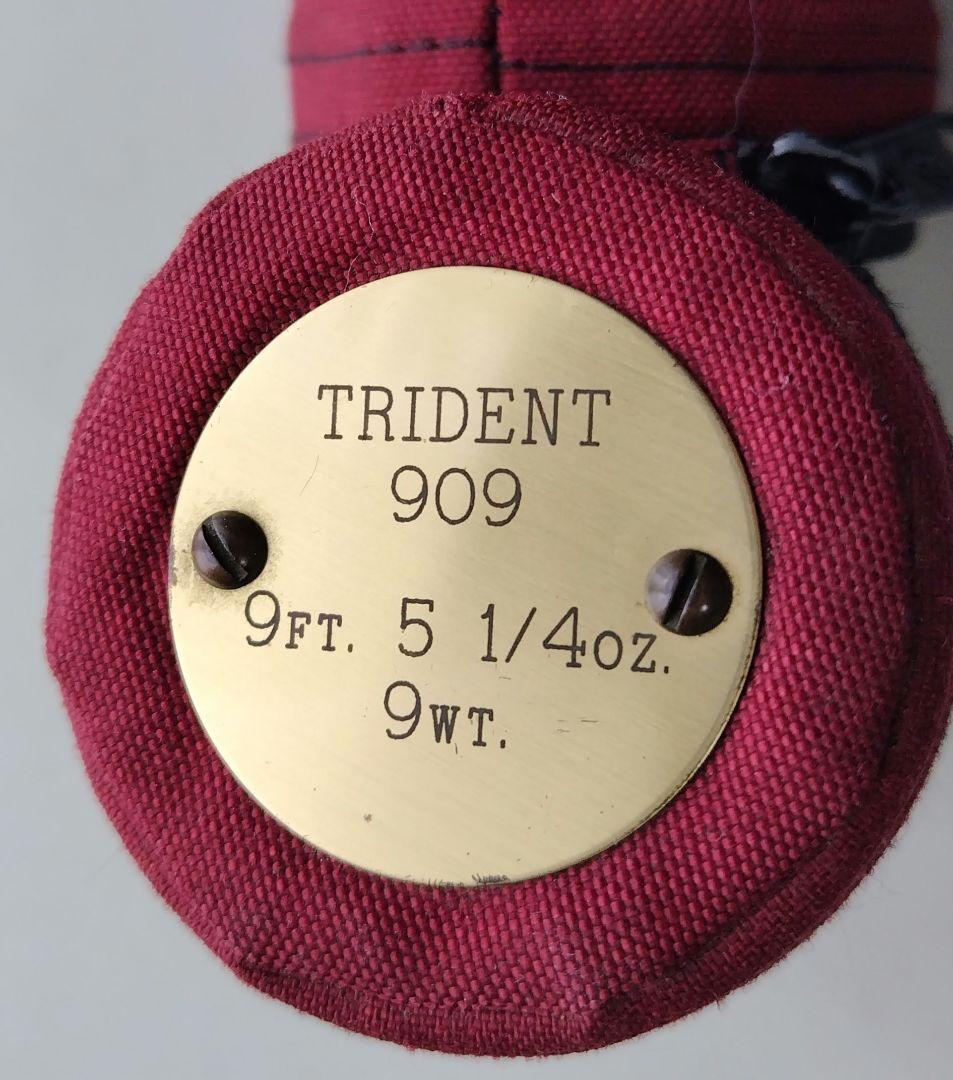 TRIDENT
909
9FT. 5 1/4OZ.
9WT.